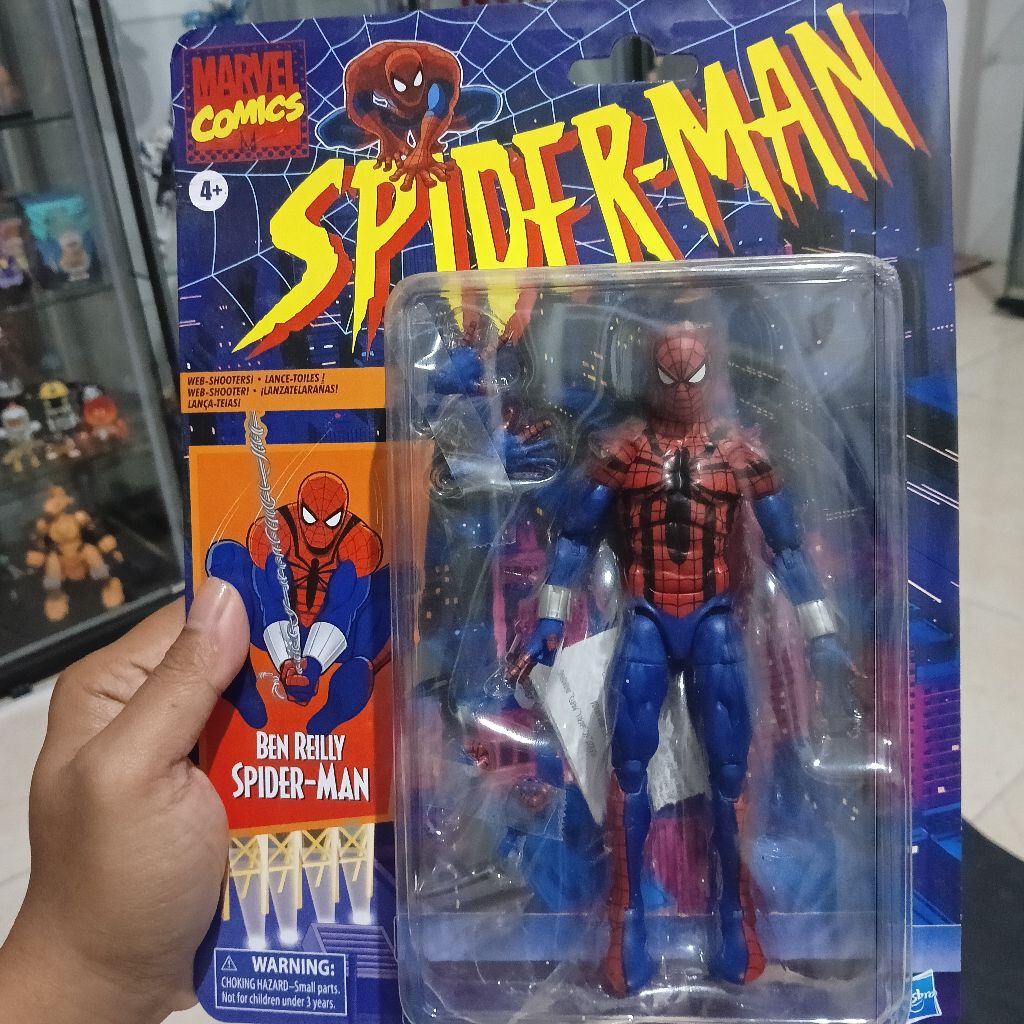 MARVEL
COMICS
SPIDER-MAN
4+
WEB-SHOOTERS! • LANCE-TOILES !
WEB-SHOOTER! • ¡LANZATELARAÑAS!
LANÇA-TEIAS!
BEN REILLY
SPIDER-MAN
WARNING:
CHOKING HAZARD–Small parts.
Not for children under 3 years.